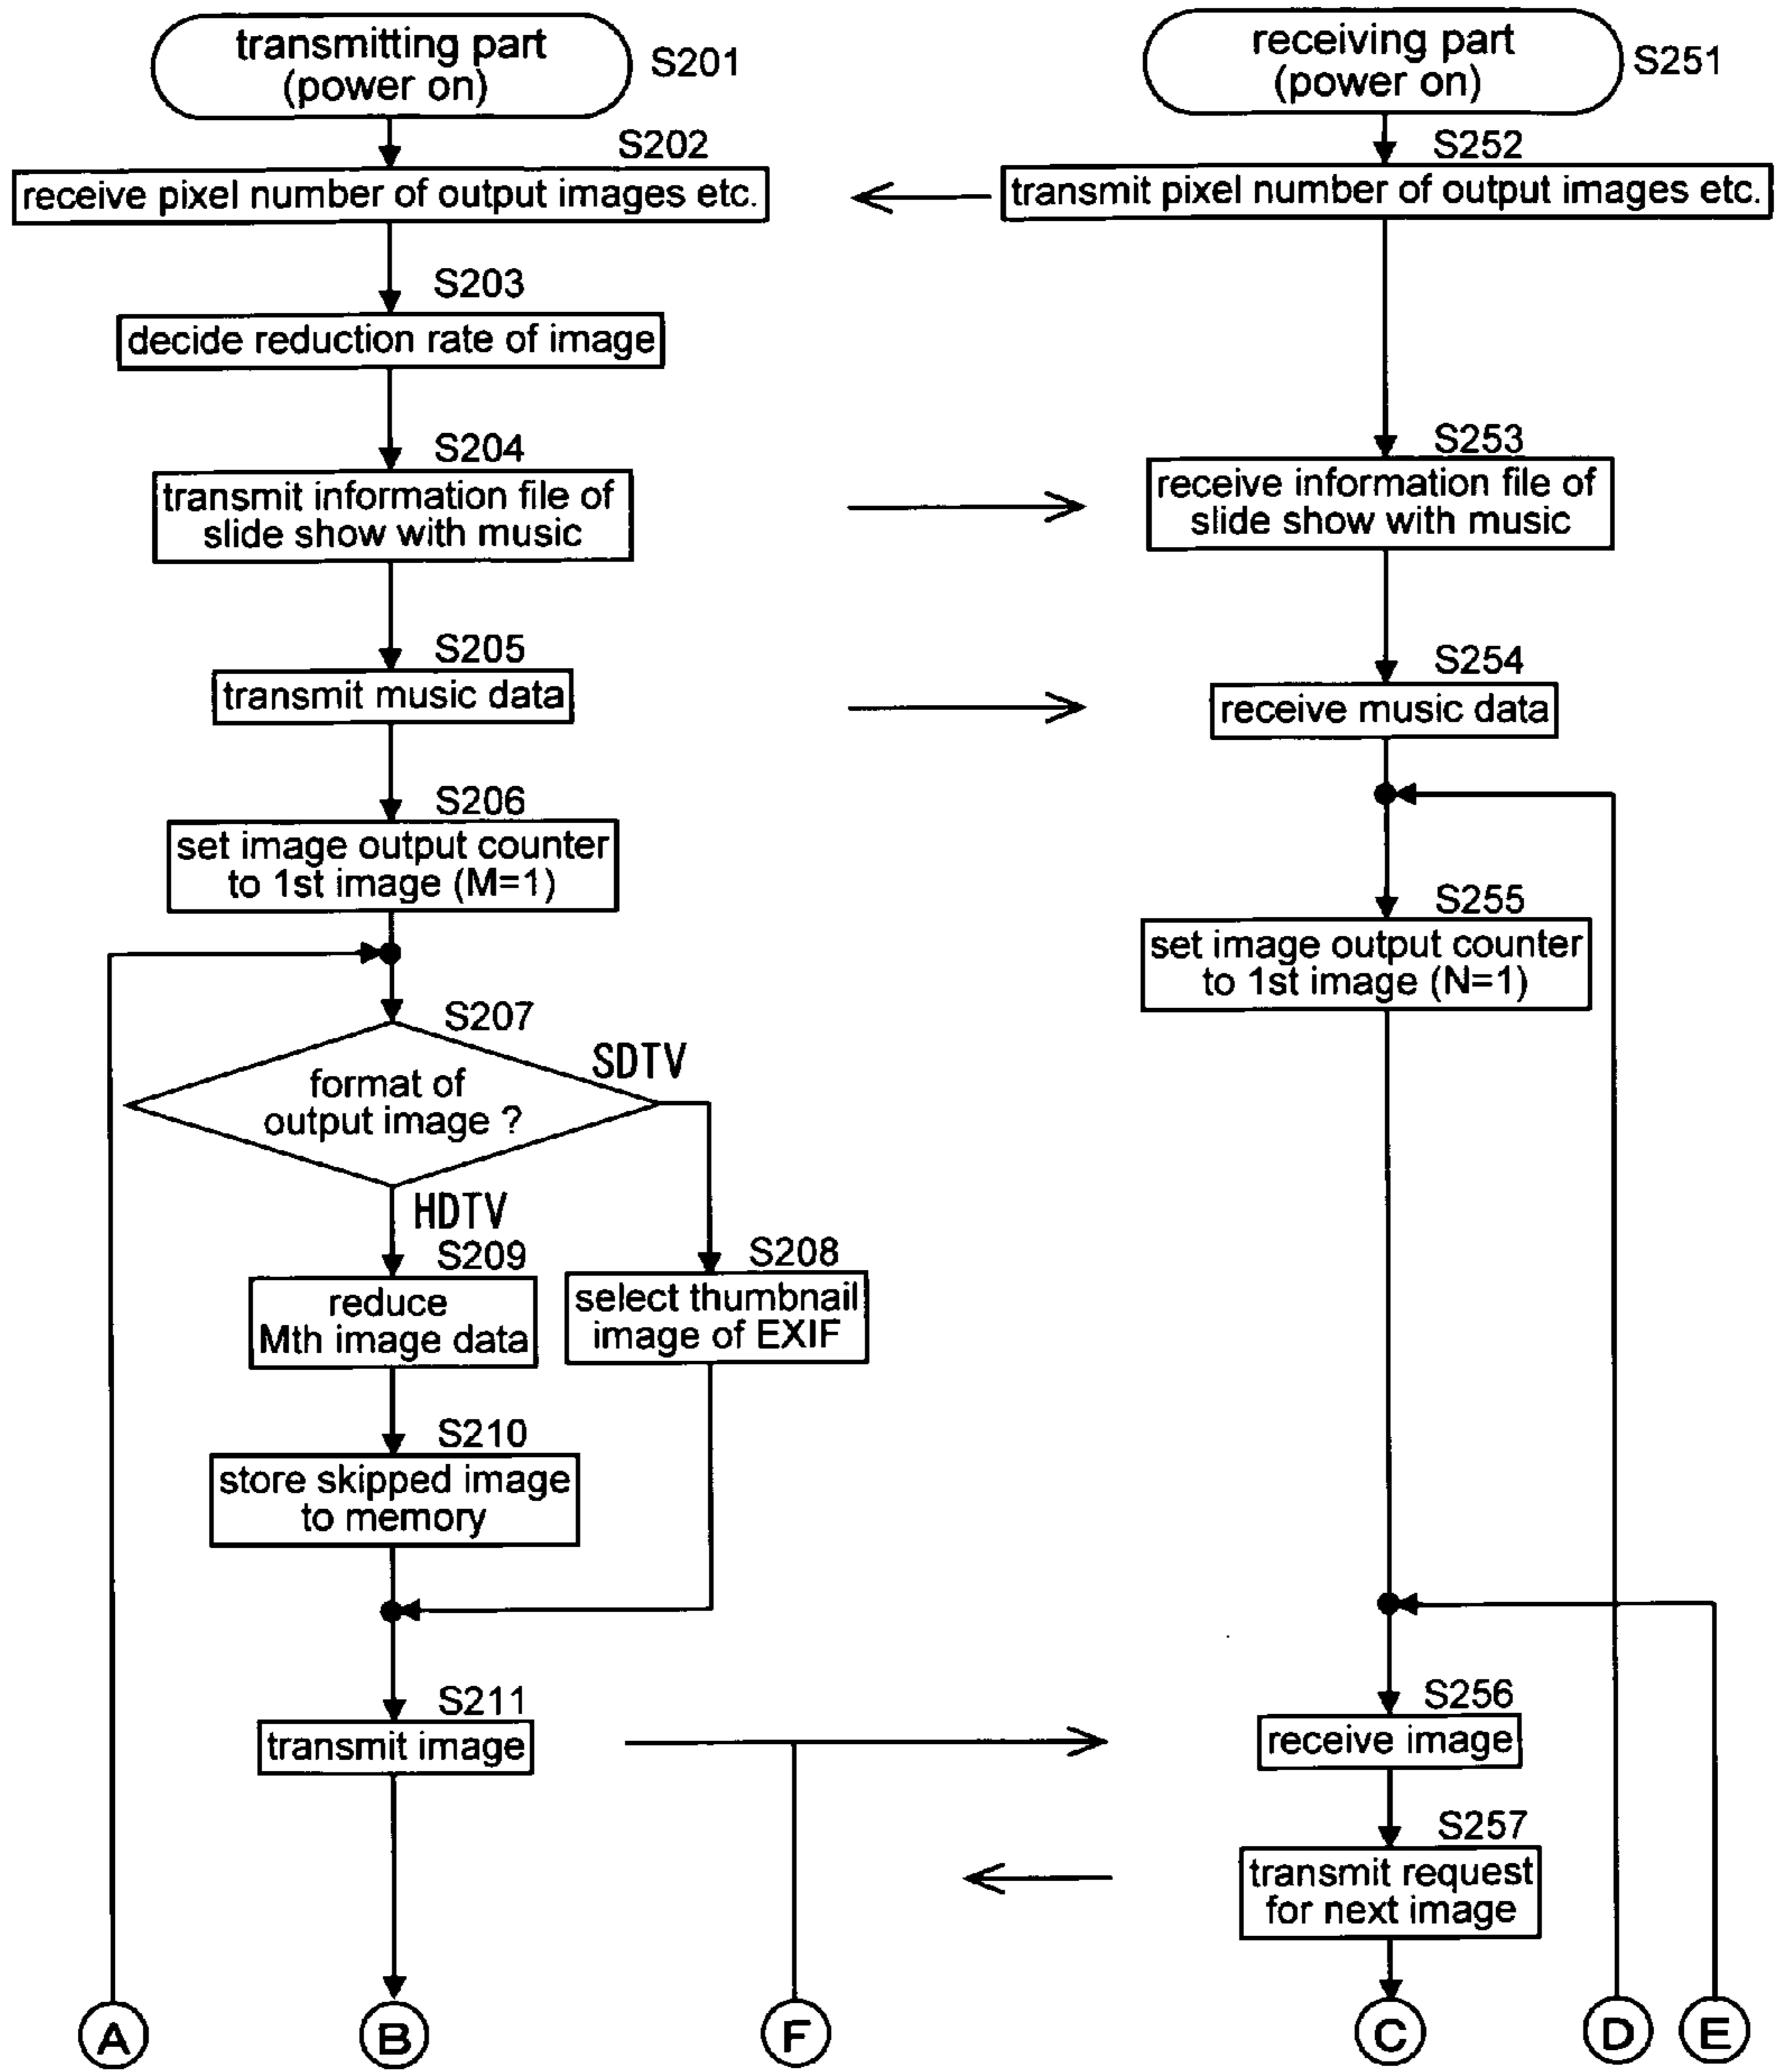 transmitting part
(power on)
S201
S202
receive pixel number of output images etc.
S203
decide reduction rate of image
S204
transmit information file of
slide show with music
S205
transmit music data
S206
set image output counter
to 1st image (M=1)
S207
format of
output image ?
SDTV
HDTV
S209
reduce
Mth image data
S208
select thumbnail
image of EXIF
S210
store skipped image
to memory
S211
transmit image
A
B
F
receiving part
(power on)
S251
S252
transmit pixel number of output images etc.
S253
receive information file of
slide show with music
S254
receive music data
S255
set image output counter
to 1st image (N=1)
S256
receive image
S257
transmit request
for next image
C
D
E